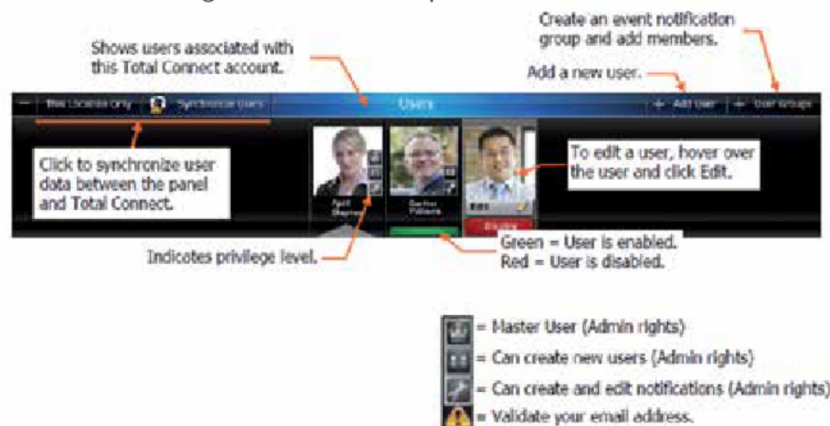 Create an event notification
group and add members.
Shows users associated with
this Total Connect account.
Add a new user.
This Location Only
Synchronize Users
Users
+ Add User
+ User Groups
Click to synchronize user
data between the panel
and Total Connect.
To edit a user, hover over
the user and click Edit.
April
Edit
Indicates privilege level.
Green = User is enabled.
Red = User is disabled.
= Master User (Admin rights)
= Can create new users (Admin rights)
= Can create and edit notifications (Admin rights)
= Validate your email address.